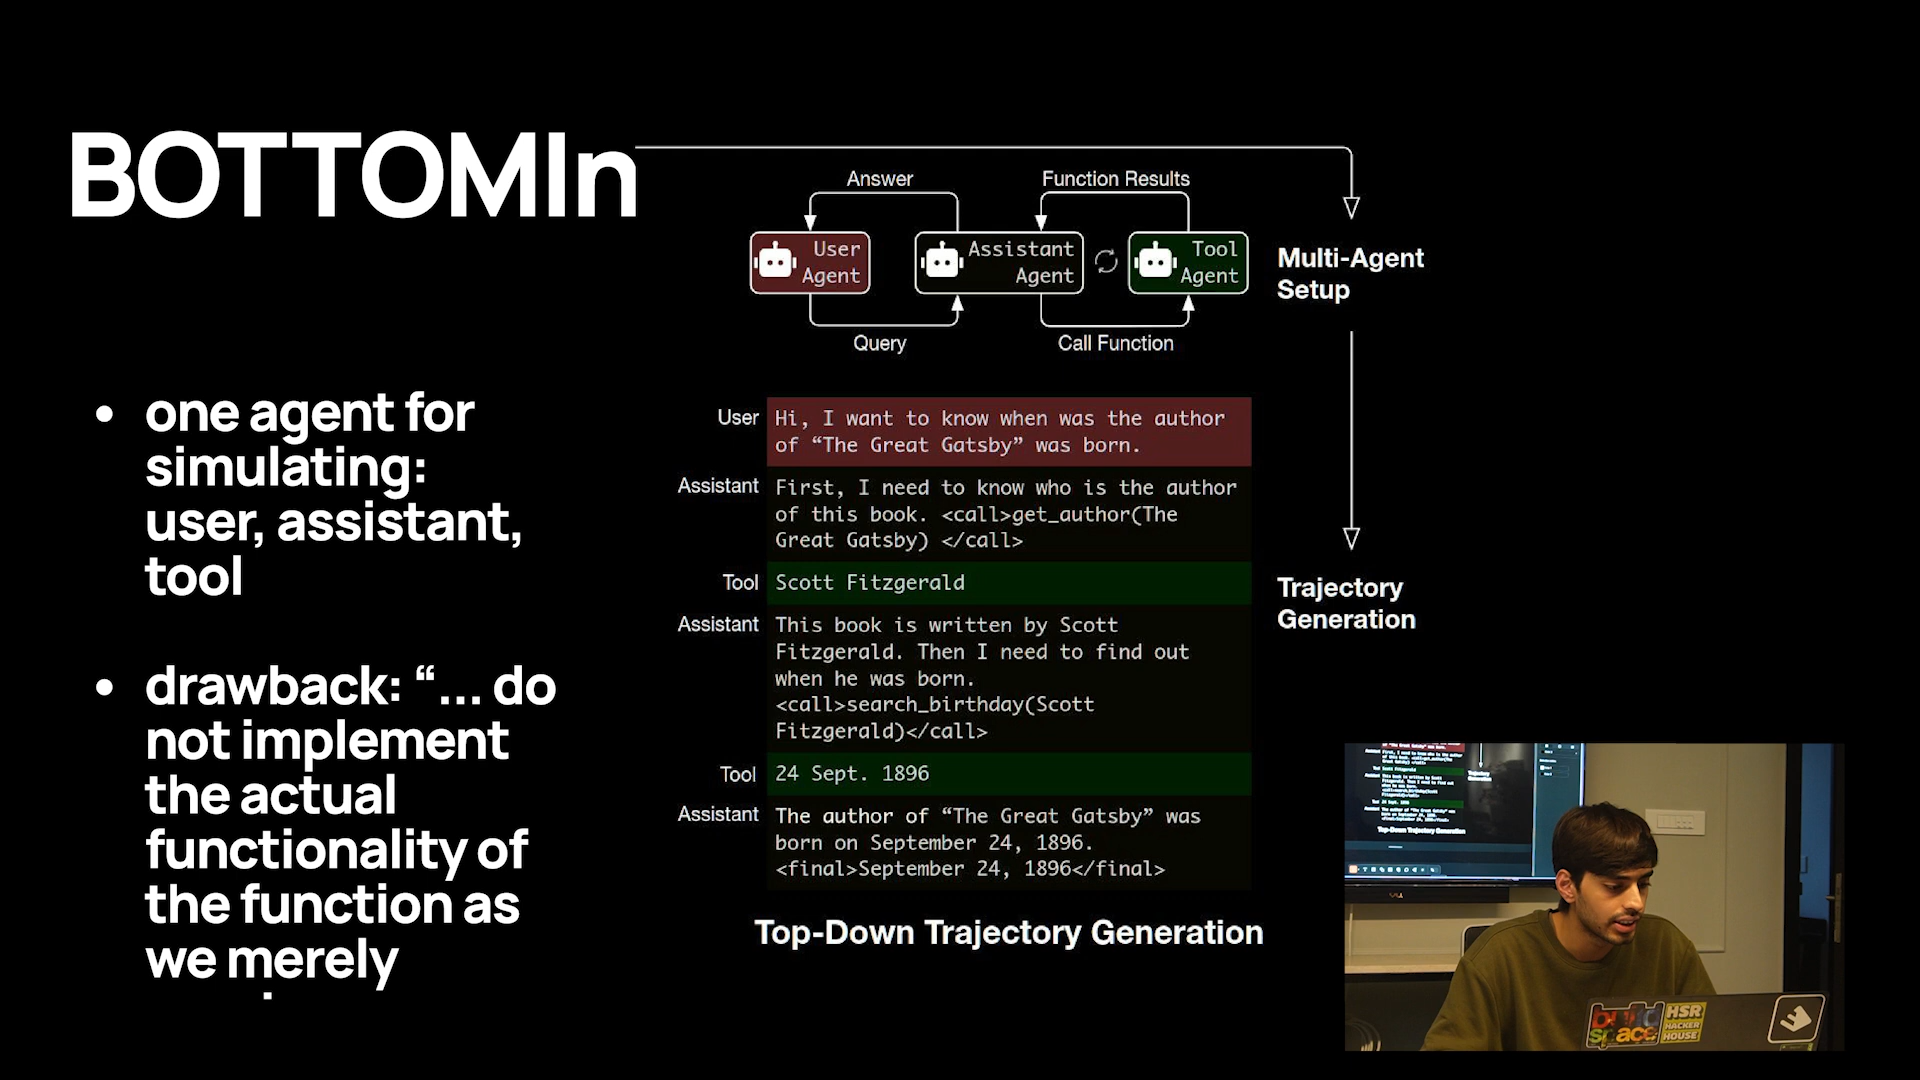 BOTTOMIn
• one agent for
simulating:
user, assistant,
tool
• drawback: “... do
not implement
the actual
functionality of
the function as
we merely
Answer
Function Results
User
Agent
Assistant
Agent
Tool
Agent
Query
Call Function
Multi-Agent
Setup
Trajectory
Generation
User
Hi, I want to know when was the author
of “The Great Gatsby” was born.
Assistant
First, I need to know who is the author
of this book. <call>get_author(The
Great Gatsby) </call>
Tool
Scott Fitzgerald
Assistant
This book is written by Scott
Fitzgerald. Then I need to find out
when he was born.
<call>search_birthday(Scott
Fitzgerald)</call>
Tool
24 Sept. 1896
Assistant
The author of “The Great Gatsby” was
born on September 24, 1896.
<final>September 24, 1896</final>
Top-Down Trajectory Generation
Top-Down Trajectory Generation
build
space
HSR
HACKER
HOUSE